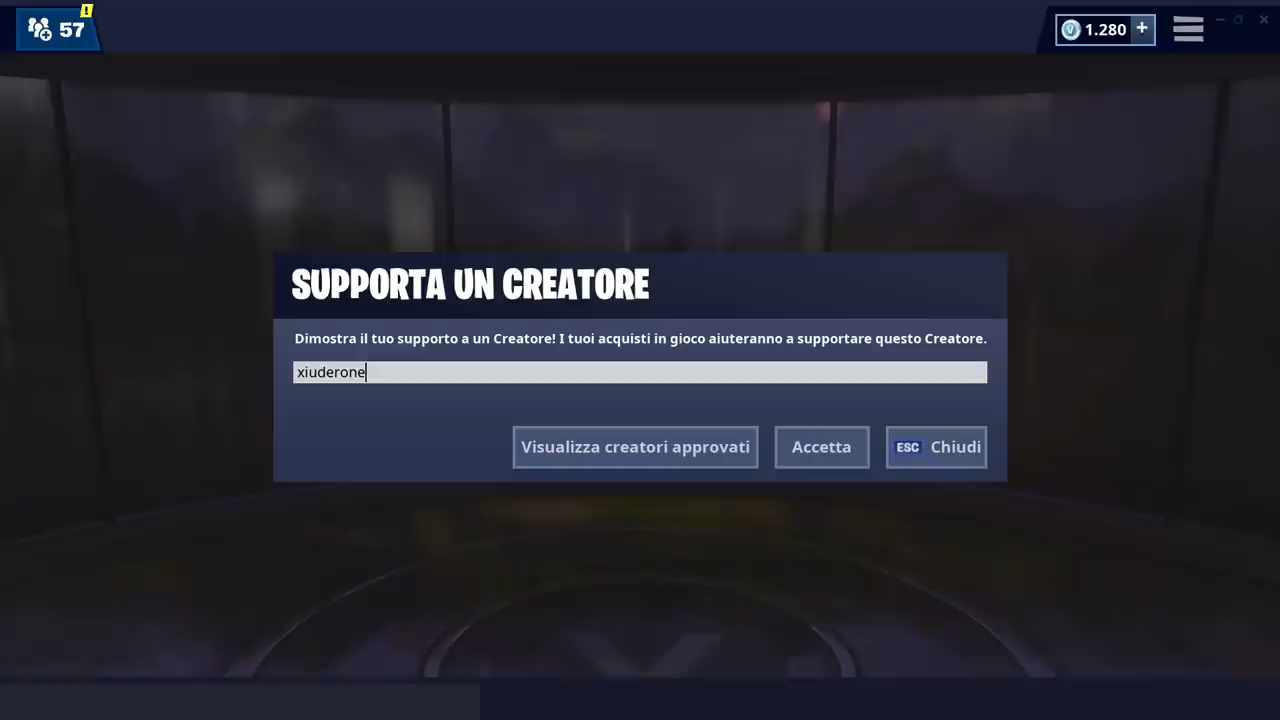 57
!
1.280 +
SUPPORTA UN CREATORE
Dimostra il tuo supporto a un Creatore! I tuoi acquisti in gioco aiuteranno a supportare questo Creatore.
xiuderone
Visualizza creatori approvati
Accetta
ESC Chiudi